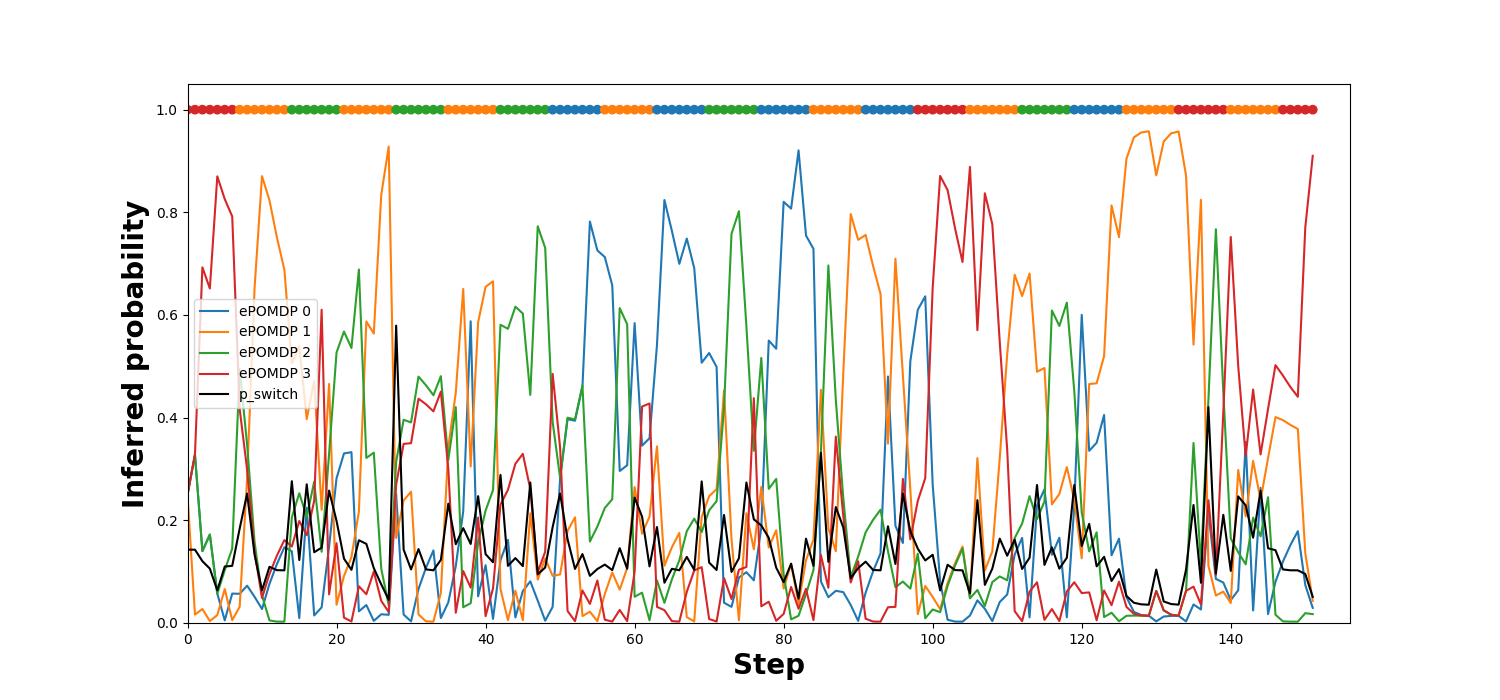 1.0
0.8
0.6
0.4
0.2
0.0
Inferred probability
ePOMDP 0
ePOMDP 1
ePOMDP 2
ePOMDP 3
p_switch
0 20 40 60 80 100 120 140
Step